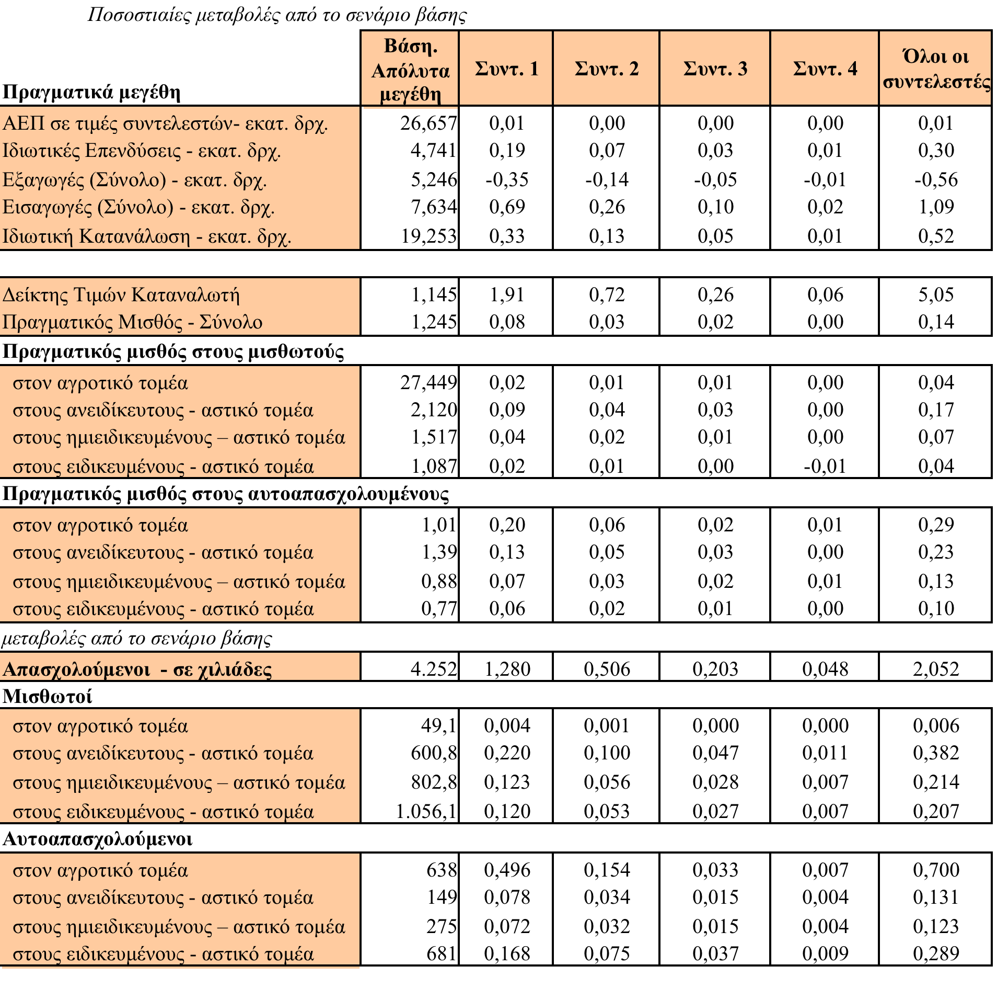 Ποσοστιαίες μεταβολές από το σενάριο βάσης
Πραγματικά μεγέθη Βάση. Απόλυτα μεγέθη Συντ. 1 Συντ. 2 Συντ. 3 Συντ. 4 Όλοι οι συντελεστές
ΑΕΠ σε τιμές συντελεστών- εκατ. δρχ. 26,657 0,01 0,00 0,00 0,00 0,01
Ιδιωτικές Επενδύσεις - εκατ. δρχ. 4,741 0,19 0,07 0,03 0,01 0,30
Εξαγωγές (Σύνολο) - εκατ. δρχ. 5,246 -0,35 -0,14 -0,05 -0,01 -0,56
Εισαγωγές (Σύνολο) - εκατ. δρχ. 7,634 0,69 0,26 0,10 0,02 1,09
Ιδιωτική Κατανάλωση - εκατ. δρχ. 19,253 0,33 0,13 0,05 0,01 0,52
Δείκτης Τιμών Καταναλωτή 1,145 1,91 0,72 0,26 0,06 5,05
Πραγματικός Μισθός - Σύνολο 1,245 0,08 0,03 0,02 0,00 0,14
Πραγματικός μισθός στους μισθωτούς
στον αγροτικό τομέα 27,449 0,02 0,01 0,01 0,00 0,04
στους ανειδίκευτους - αστικό τομέα 2,120 0,09 0,04 0,03 0,00 0,17
στους ημιειδικευμένους – αστικό τομέα 1,517 0,04 0,02 0,01 0,00 0,07
στους ειδικευμένους - αστικό τομέα 1,087 0,02 0,01 0,00 -0,01 0,04
Πραγματικός μισθός στους αυτοαπασχολουμένους
στον αγροτικό τομέα 1,01 0,20 0,06 0,02 0,01 0,29
στους ανειδίκευτους - αστικό τομέα 1,39 0,13 0,05 0,03 0,00 0,23
στους ημιειδικευμένους – αστικό τομέα 0,88 0,07 0,03 0,02 0,01 0,13
στους ειδικευμένους - αστικό τομέα 0,77 0,06 0,02 0,01 0,00 0,10
μεταβολές από το σενάριο βάσης
Απασχολούμενοι - σε χιλιάδες 4.252 1,280 0,506 0,203 0,048 2,052
Μισθωτοί
στον αγροτικό τομέα 49,1 0,004 0,001 0,000 0,000 0,006
στους ανειδίκευτους - αστικό τομέα 600,8 0,220 0,100 0,047 0,011 0,382
στους ημιειδικευμένους – αστικό τομέα 802,8 0,123 0,056 0,028 0,007 0,214
στους ειδικευμένους - αστικό τομέα 1.056,1 0,120 0,053 0,027 0,007 0,207
Αυτοαπασχολούμενοι
στον αγροτικό τομέα 638 0,496 0,154 0,033 0,007 0,700
στους ανειδίκευτους - αστικό τομέα 149 0,078 0,034 0,015 0,004 0,131
στους ημιειδικευμένους – αστικό τομέα 275 0,072 0,032 0,015 0,004 0,123
στους ειδικευμένους - αστικό τομέα 681 0,168 0,075 0,037 0,009 0,289